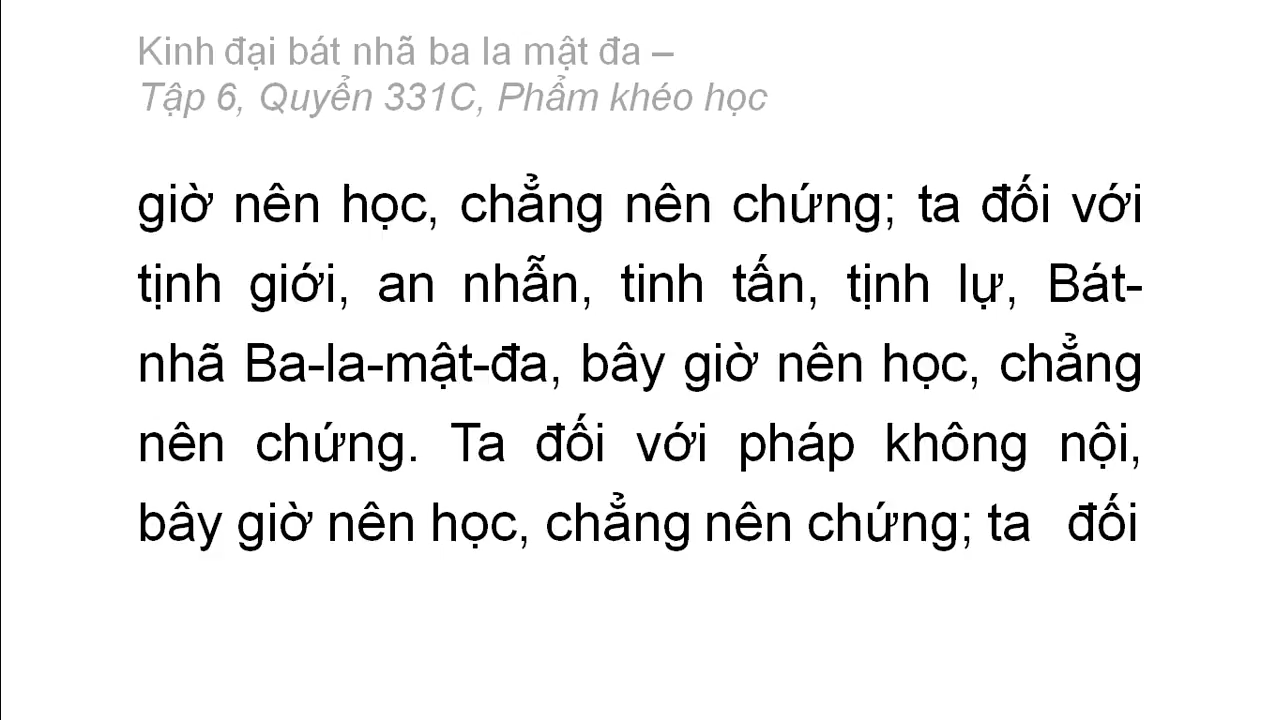 Kinh đại bát nhã ba la mật đa –
Tập 6, Quyển 331C, Phẩm khéo học
giờ nên học, chẳng nên chứng; ta đối với
tịnh giới, an nhẫn, tinh tấn, tịnh lự, Bát-
nhã Ba-la-mật-đa, bây giờ nên học, chẳng
nên chứng. Ta đối với pháp không nội,
bây giờ nên học, chẳng nên chứng; ta đối